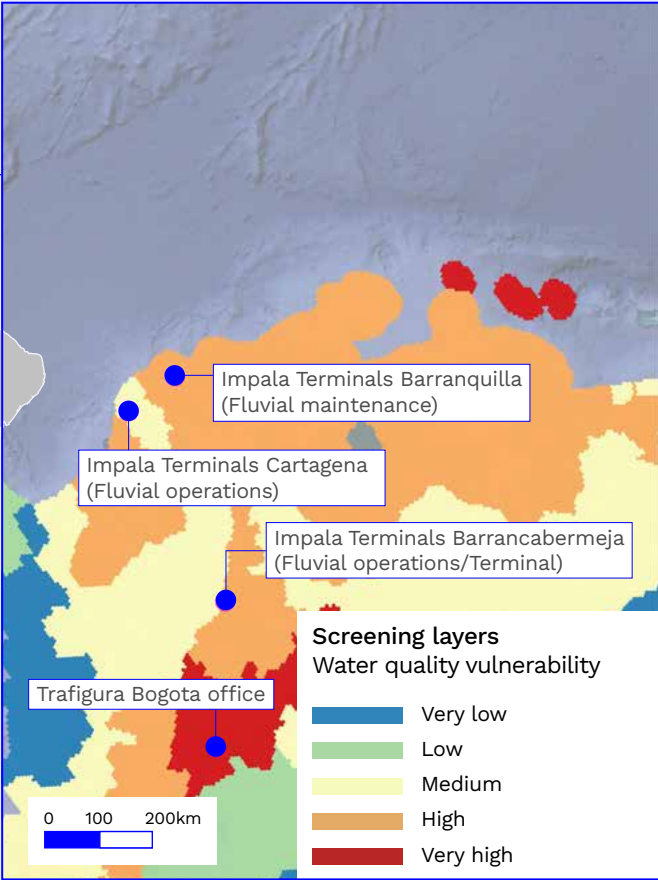 Impala Terminals Barranquilla
(Fluvial maintenance)
Impala Terminals Cartagena
(Fluvial operations)
Impala Terminals Barrancabermeja
(Fluvial operations/Terminal)
Trafigura Bogota office
Screening layers
Water quality vulnerability
Very low
Low
Medium
High
Very high
0 100 200km